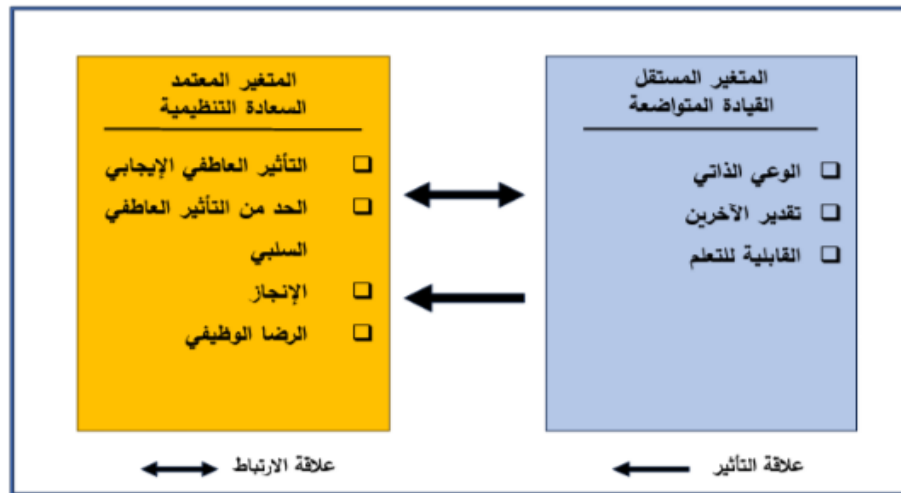 المتغير المستقل
القيادة المتواضعة
الوعي الذاتي
تقدير الآخرين
القابلية للتعلم
المتغير المعتمد
السعادة التنظيمية
التأثير العاطفي الإيجابي
الحد من التأثير العاطفي
السلبي
الإنجاز
الرضا الوظيفي
علاقة التأثير
علاقة الارتباط